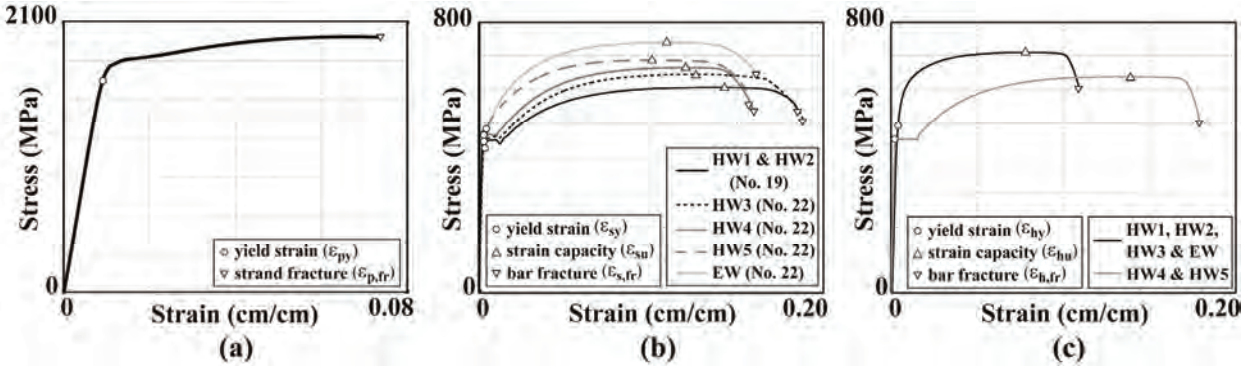 2100
Stress (MPa)
yield strain (εpy)
strand fracture (εp,fr)
0
0
Strain (cm/cm)
0.08
(a)
800
Stress (MPa)
HW1 & HW2
(No. 19)
HW3 (No. 22)
HW4 (No. 22)
HW5 (No. 22)
EW (No. 22)
yield strain (εsy)
strain capacity (εsu)
bar fracture (εs,fr)
0
0
Strain (cm/cm)
0.20
(b)
800
Stress (MPa)
yield strain (εhy)
strain capacity (εhu)
bar fracture (εh,fr)
HW1, HW2,
HW3 & EW
HW4 & HW5
0
0
Strain (cm/cm)
0.20
(c)